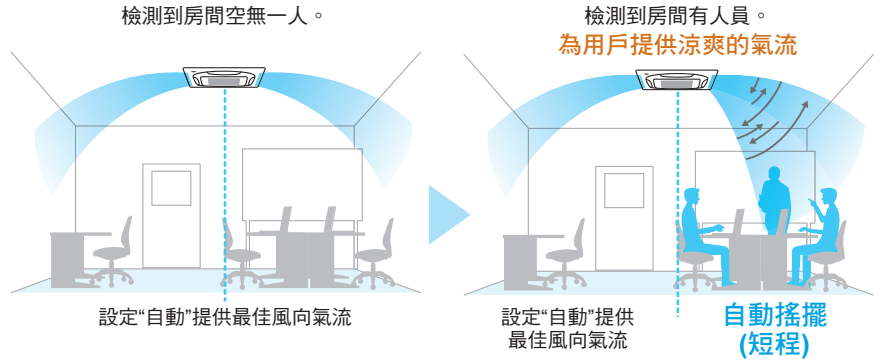 檢測到房間空無一人。
設定“自動”提供最佳風向氣流
檢測到房間有人員。
為用戶提供涼爽的氣流
設定“自動”提供
最佳風向氣流
自動搖擺
(短程)